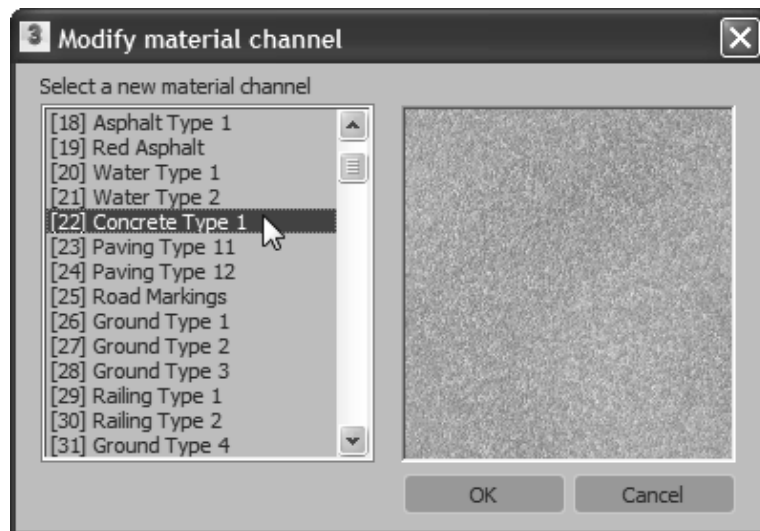 3 Modify material channel
Select a new material channel
[18] Asphalt Type 1
[19] Red Asphalt
[20] Water Type 1
[21] Water Type 2
[22] Concrete Type 1
[23] Paving Type 11
[24] Paving Type 12
[25] Road Markings
[26] Ground Type 1
[27] Ground Type 2
[28] Ground Type 3
[29] Railing Type 1
[30] Railing Type 2
[31] Ground Type 4
OK Cancel